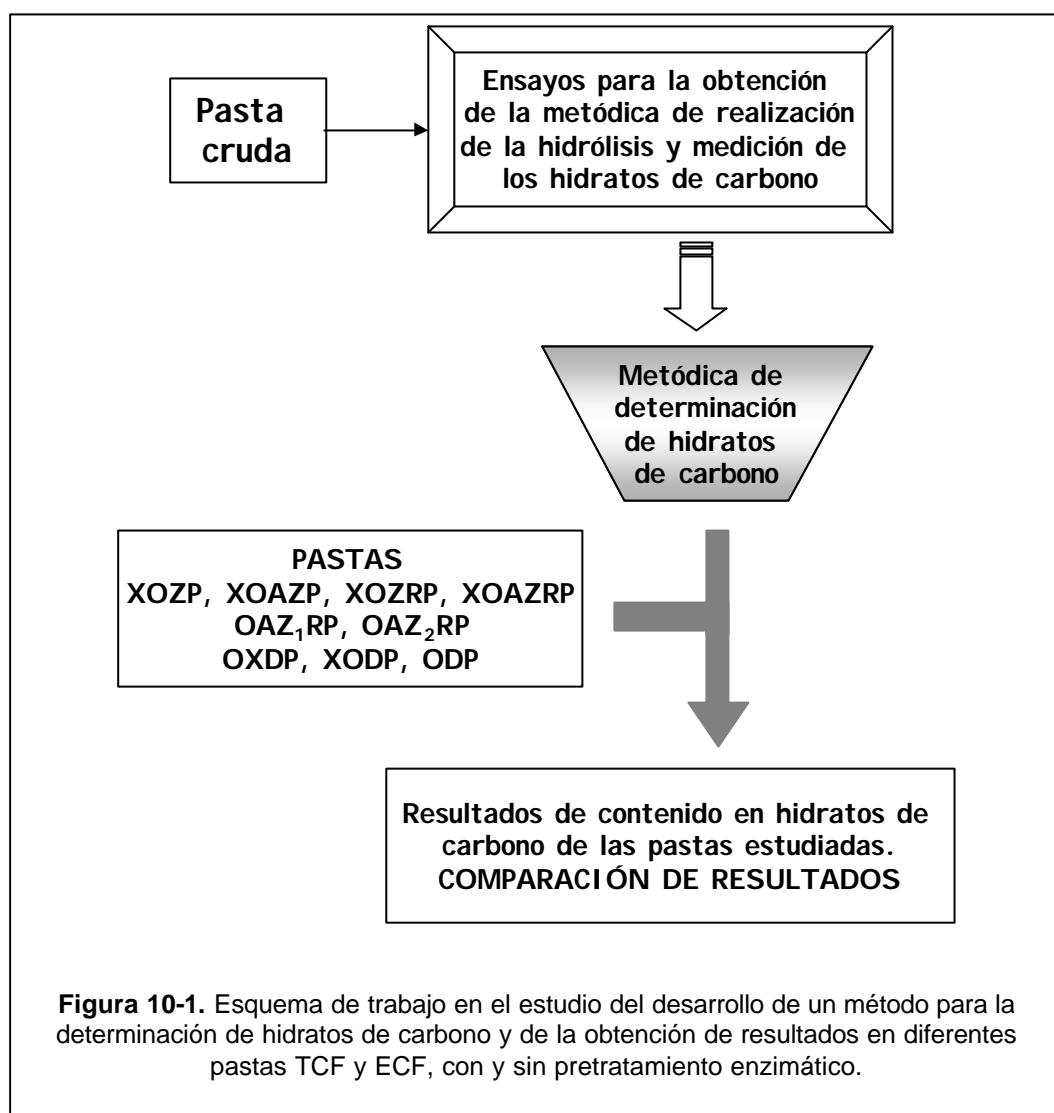 Pasta
cruda
Ensayos para la obtención
de la metódica de realización
de la hidrólisis y medición de
los hidratos de carbono
Metódica de
determinación
de hidratos
de carbono
PASTAS
XOZP, XOAZP, XOZRP, XOAZRP
OAZ₁RP, OAZ₂RP
OXDP, XODP, ODP
Resultados de contenido en hidratos de
carbono de las pastas estudiadas.
COMPARACIÓN DE RESULTADOS
Figura 10-1. Esquema de trabajo en el estudio del desarrollo de un método para la
determinación de hidratos de carbono y de la obtención de resultados en diferentes
pastas TCF y ECF, con y sin pretratamiento enzimático.